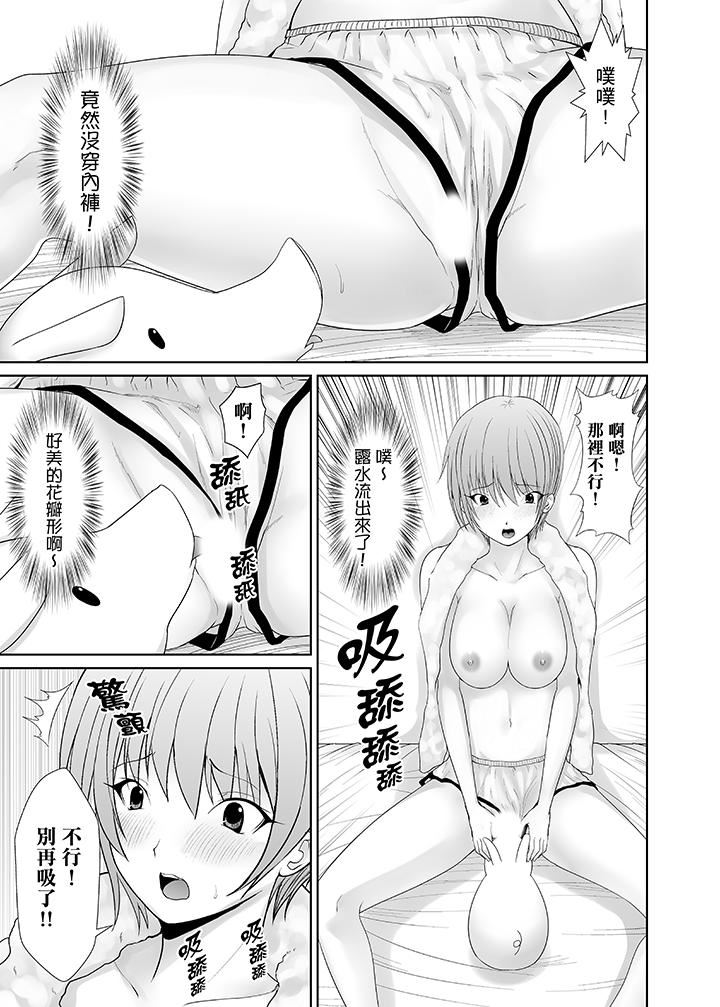 噗噗！
竟然沒穿內褲！
啊嗯！
那裡不行！
噗～
露水流出來了！
吸舔舔舔
啊！
舔舐
舔舐
好美的花瓣形啊～
驚顫
不行！
別再吸了！！
吸舔舔
吸舔舔